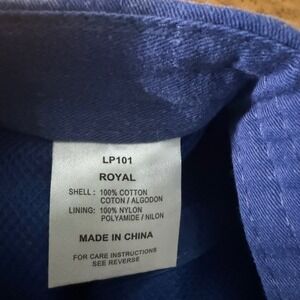 LP101
ROYAL
SHELL: 100% COTTON
COTTON / ALGODON
LINING: 100% NYLON
POLYAMIDE / NILON
MADE IN CHINA
FOR CARE INSTRUCTIONS
SEE REVERSE